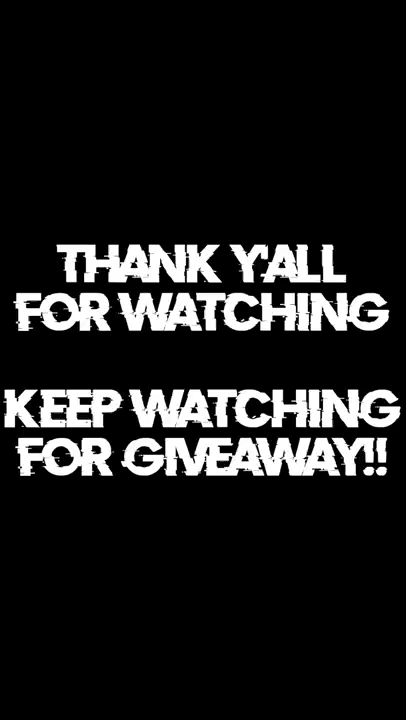 THANK Y'ALL
FOR WATCHING
KEEP WATCHING
FOR GIVEAWAY!!